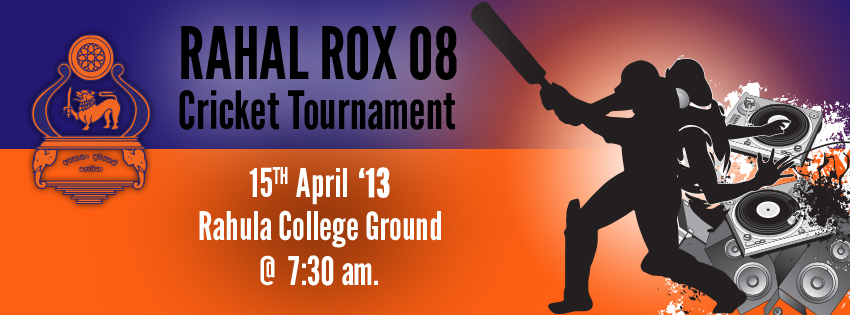 RAHAL ROX 08
Cricket Tournament
15TH April ‘13
Rahula College Ground
@ 7:30 am.